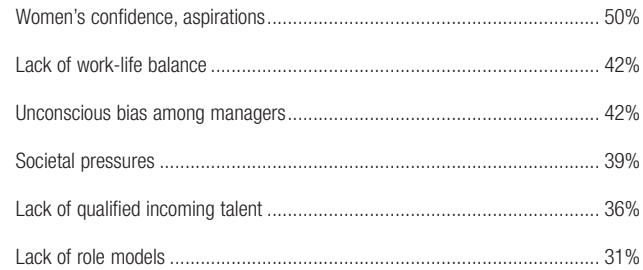 Women’s confidence, aspirations ........................................................................ 50%
Lack of work-life balance ................................................................................... 42%
Unconscious bias among managers .................................................................. 42%
Societal pressures .............................................................................................. 39%
Lack of qualified incoming talent ....................................................................... 36%
Lack of role models ............................................................................................ 31%